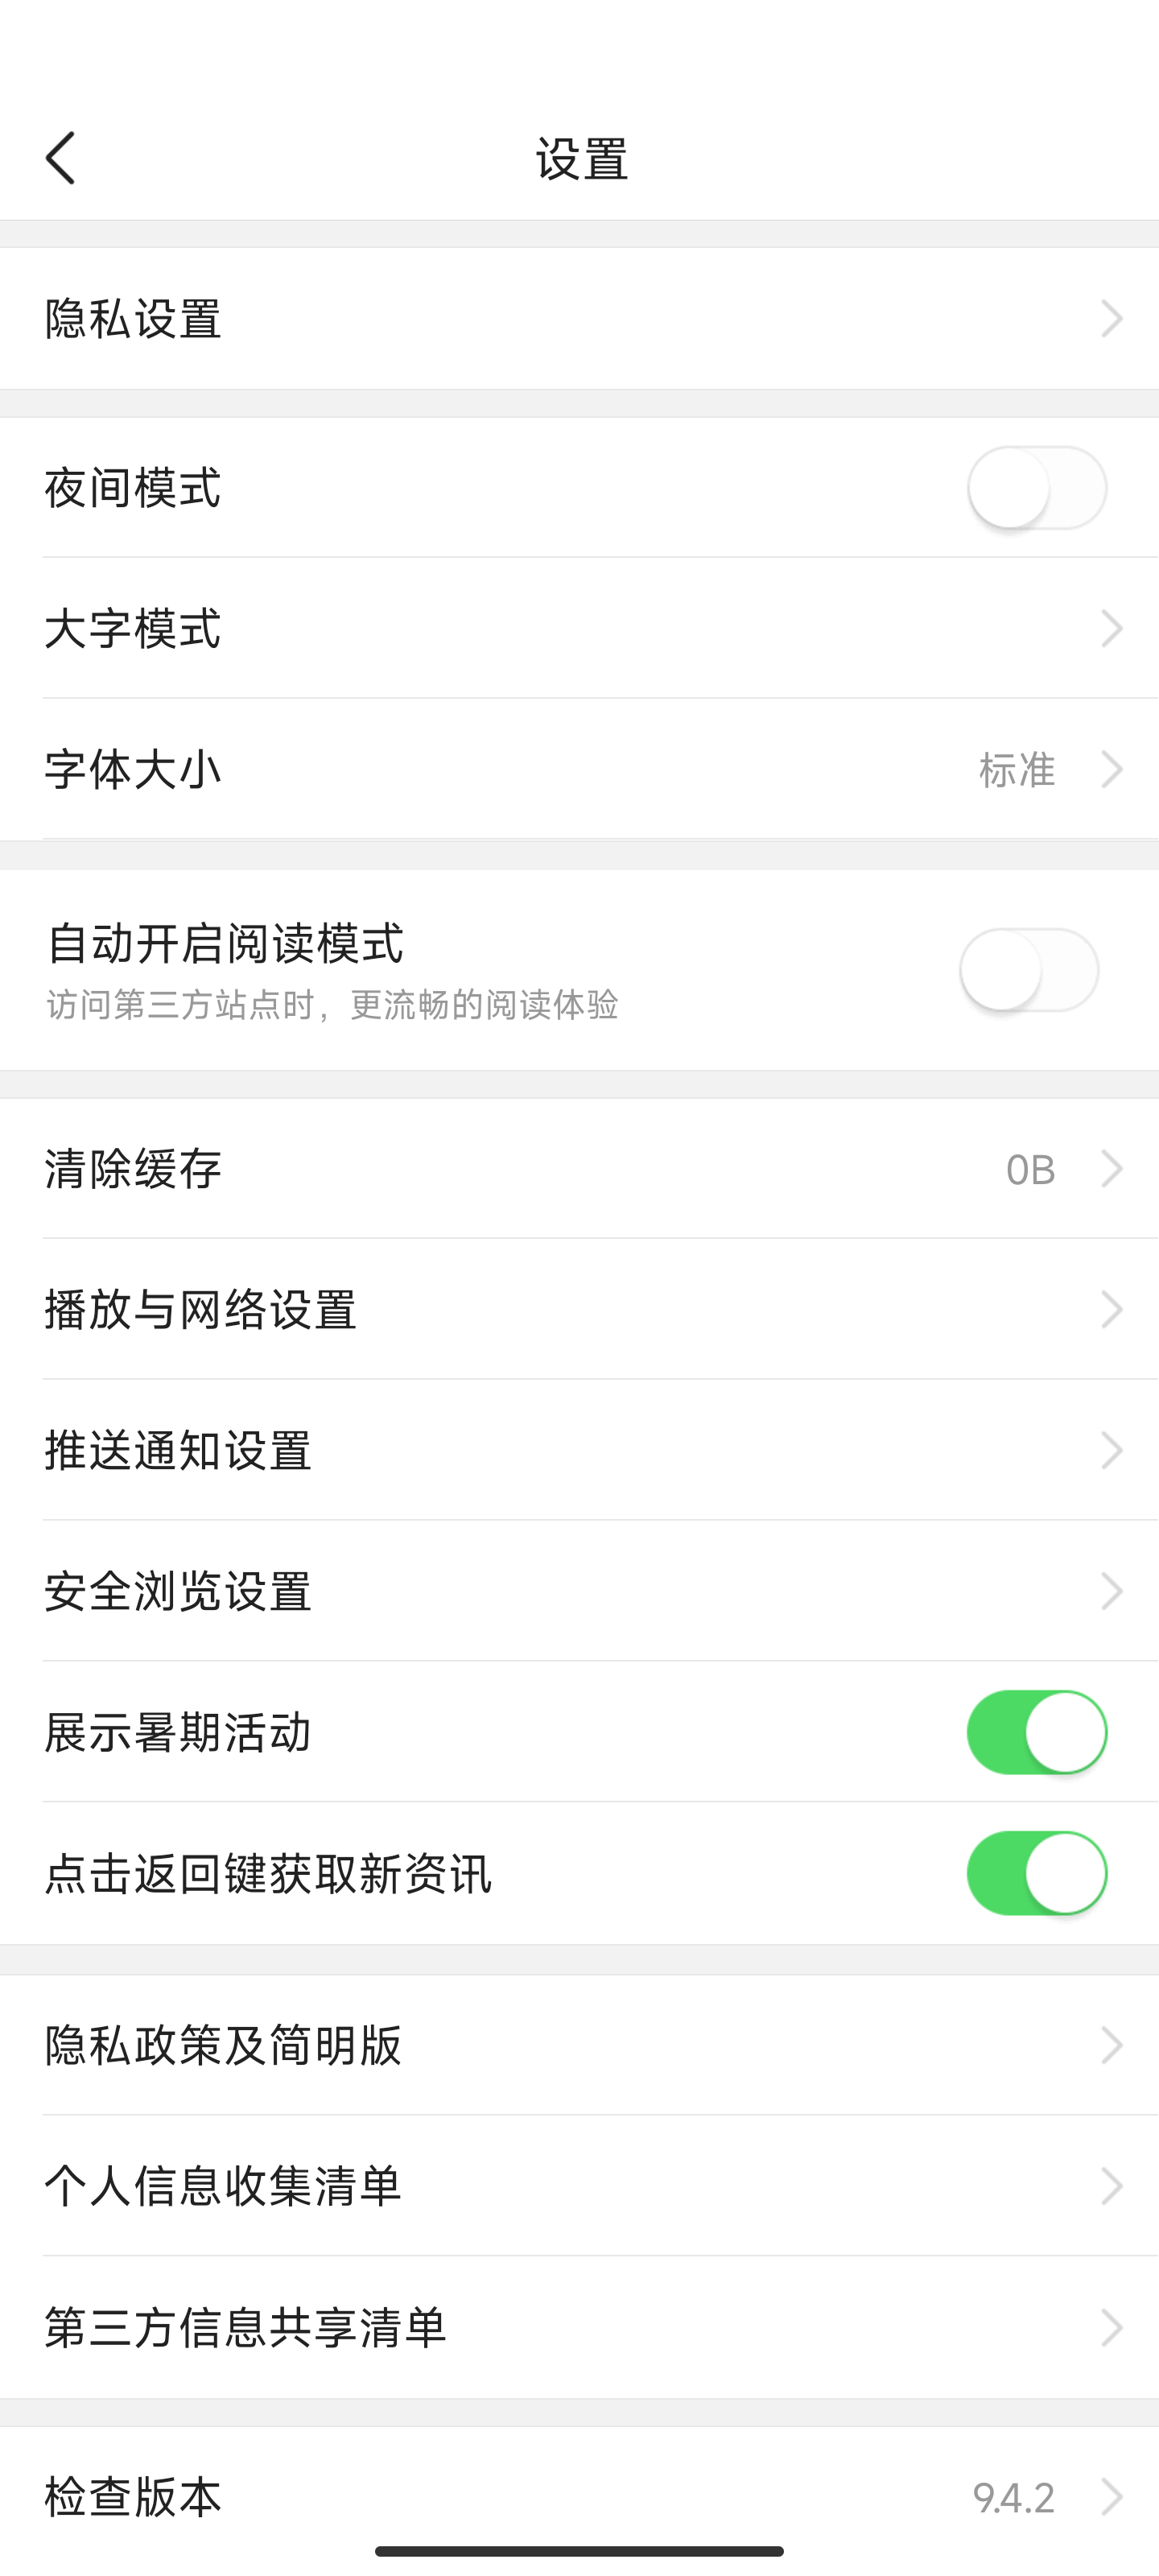 设置
隐私设置
夜间模式
大字模式
字体大小 标准
自动开启阅读模式
访问第三方站点时，更流畅的阅读体验
清除缓存 0B
播放与网络设置
推送通知设置
安全浏览设置
展示暑期活动
点击返回键获取新资讯
隐私政策及简明版
个人信息收集清单
第三方信息共享清单
检查版本 9.4.2